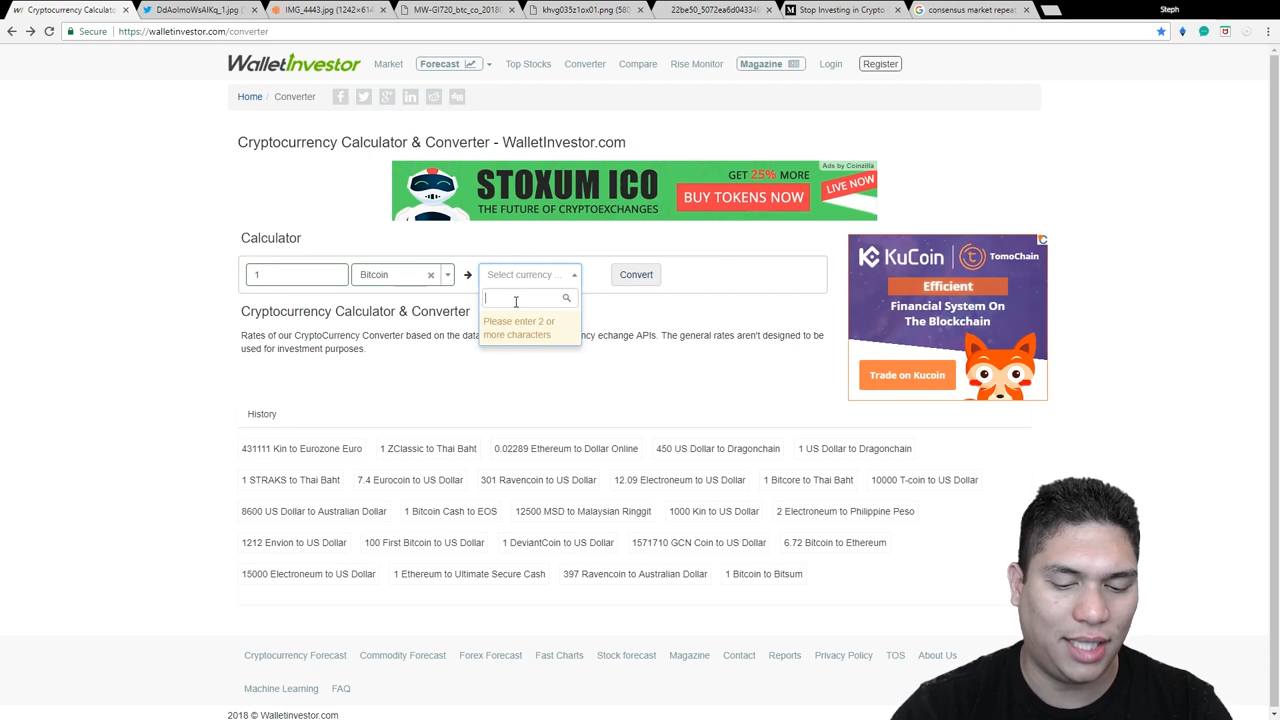 Cryptocurrency Calculato
DdAolmoWsAIKq_1.jpg (
IMG_4443.jpg (1242×614
MW-GI720_btc_co_20180
khvg035z1ox01.png (580
22be50_5072ea6d043349
Stop Investing in Crypto
consensus market repeat
Steph
Secure
https://walletinvestor.com/converter
WalletInvestor
Market
Forecast
Top Stocks
Converter
Compare
Rise Monitor
Magazine
Login
Register
Home / Converter
Cryptocurrency Calculator & Converter - WalletInvestor.com
Ads by Coinzilla
STOXUM ICO
THE FUTURE OF CRYPTOEXCHANGES
GET 25% MORE
BUY TOKENS NOW
LIVE NOW
Calculator
1
Bitcoin
Select currency ...
Convert
Please enter 2 or
more characters
KuCoin
TomoChain
Efficient
Financial System On
The Blockchain
Trade on Kucoin
Cryptocurrency Calculator & Converter
Rates of our CryptoCurrency Converter based on the data
ncy echange APIs. The general rates aren't designed to be
used for investment purposes.
History
431111 Kin to Eurozone Euro
1 ZClassic to Thai Baht
0.02289 Ethereum to Dollar Online
450 US Dollar to Dragonchain
1 US Dollar to Dragonchain
1 STRAKS to Thai Baht
7.4 Eurocoin to US Dollar
301 Ravencoin to US Dollar
12.09 Electroneum to US Dollar
1 Bitcore to Thai Baht
10000 T-coin to US Dollar
8600 US Dollar to Australian Dollar
1 Bitcoin Cash to EOS
12500 MSD to Malaysian Ringgit
1000 Kin to US Dollar
2 Electroneum to Philippine Peso
1212 Envion to US Dollar
100 First Bitcoin to US Dollar
1 DeviantCoin to US Dollar
1571710 GCN Coin to US Dollar
6.72 Bitcoin to Ethereum
15000 Electroneum to US Dollar
1 Ethereum to Ultimate Secure Cash
397 Ravencoin to Australian Dollar
1 Bitcoin to Bitsum
Cryptocurrency Forecast
Commodity Forecast
Forex Forecast
Fast Charts
Stock forecast
Magazine
Contact
Reports
Privacy Policy
TOS
About Us
Machine Learning
FAQ
2018 © Walletinvestor.com